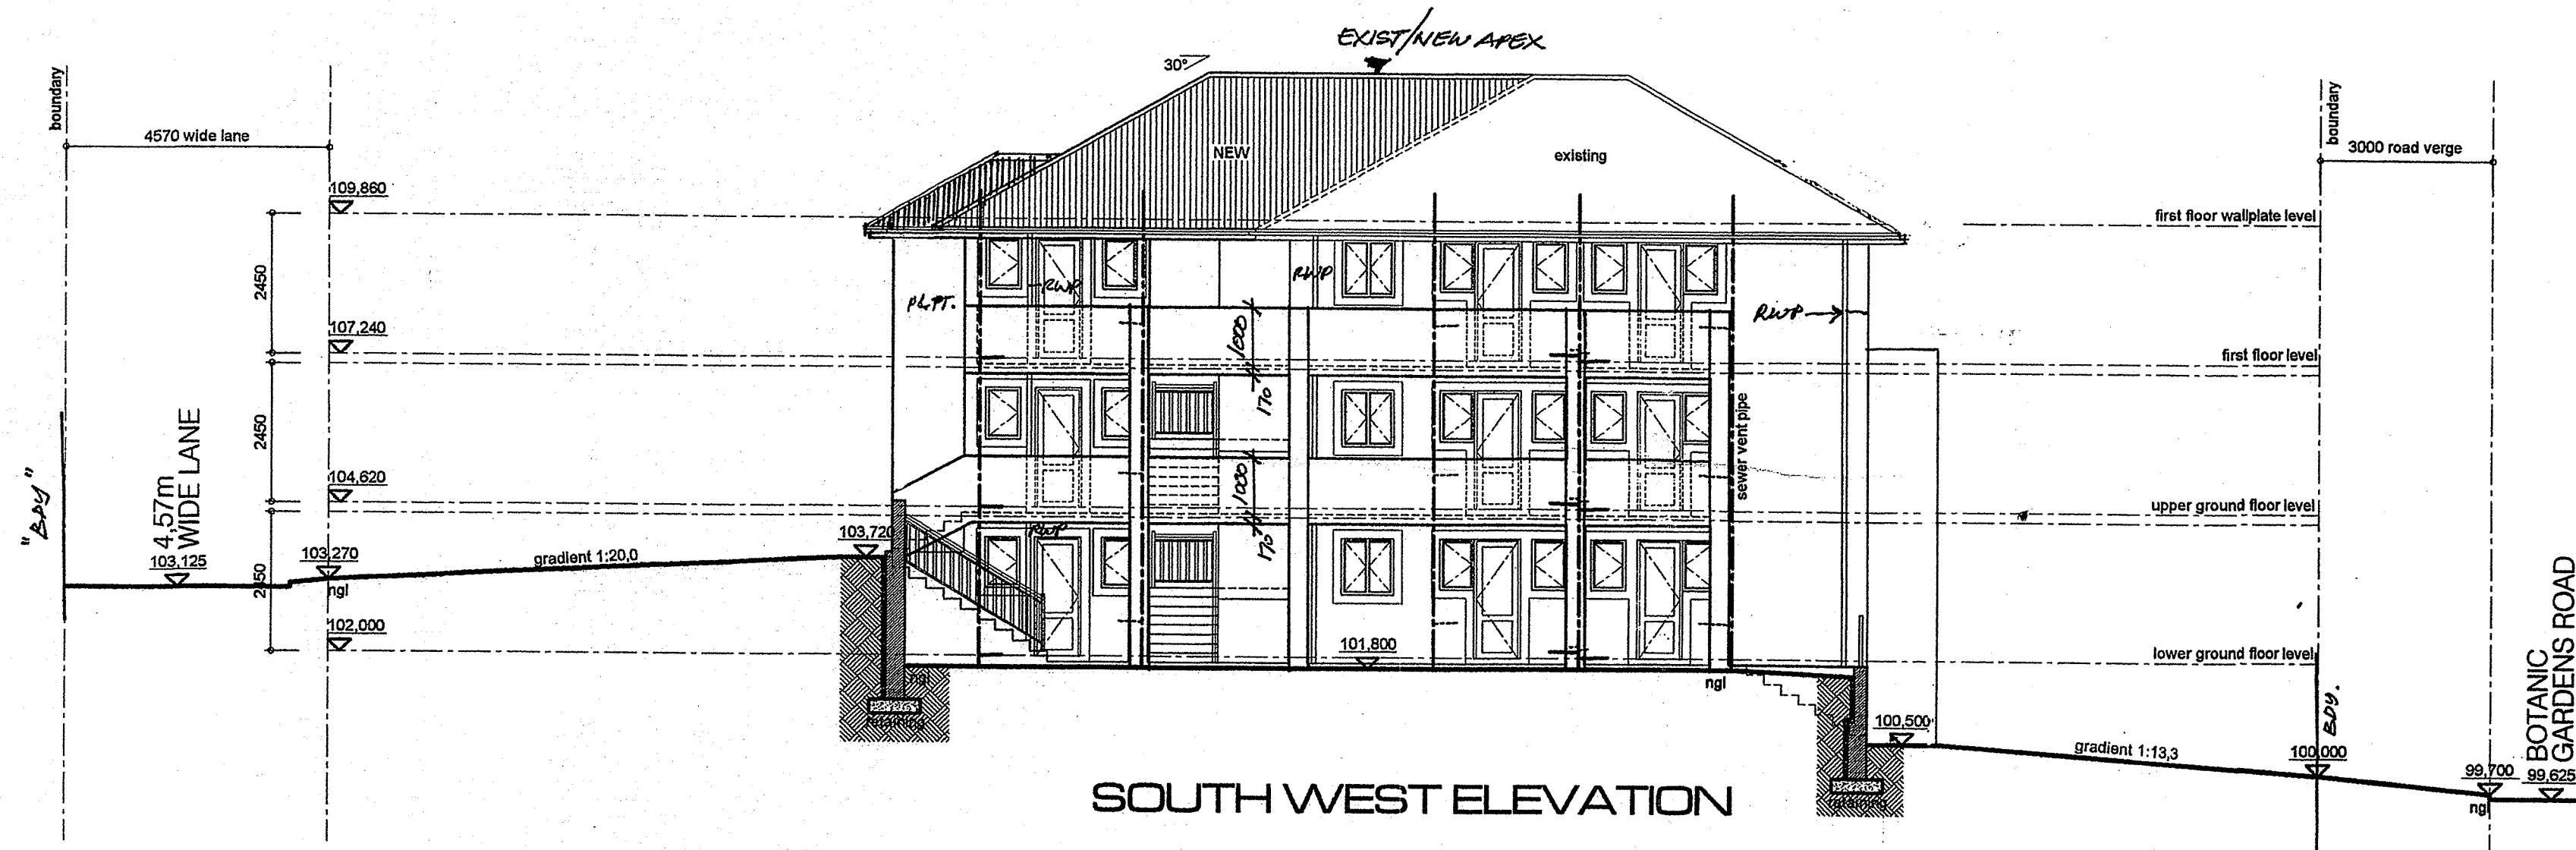 EXIST/NEW APEX
30°
boundary
4570 wide lane
boundary
3000 road verge
NEW
existing
109,860
first floor wallplate level
2450
RWP
RWP
PLPT.
RWP
1000
107,240
first floor level
170
2450
4,57m
WIDE LANE
"BDY"
sewer vent pipe
104,620
1000
upper ground floor level
170
RWP
103,720
103,125
103,270
gradient 1:20,0
ngl
2450
102,000
101,800
lower ground floor level
ngl
ngl
retaining
BDY.
BOTANIC
GARDENS ROAD
100,500
gradient 1:13,3
100,000
99,700
99,625
ngl
retaining
SOUTH WEST ELEVATION